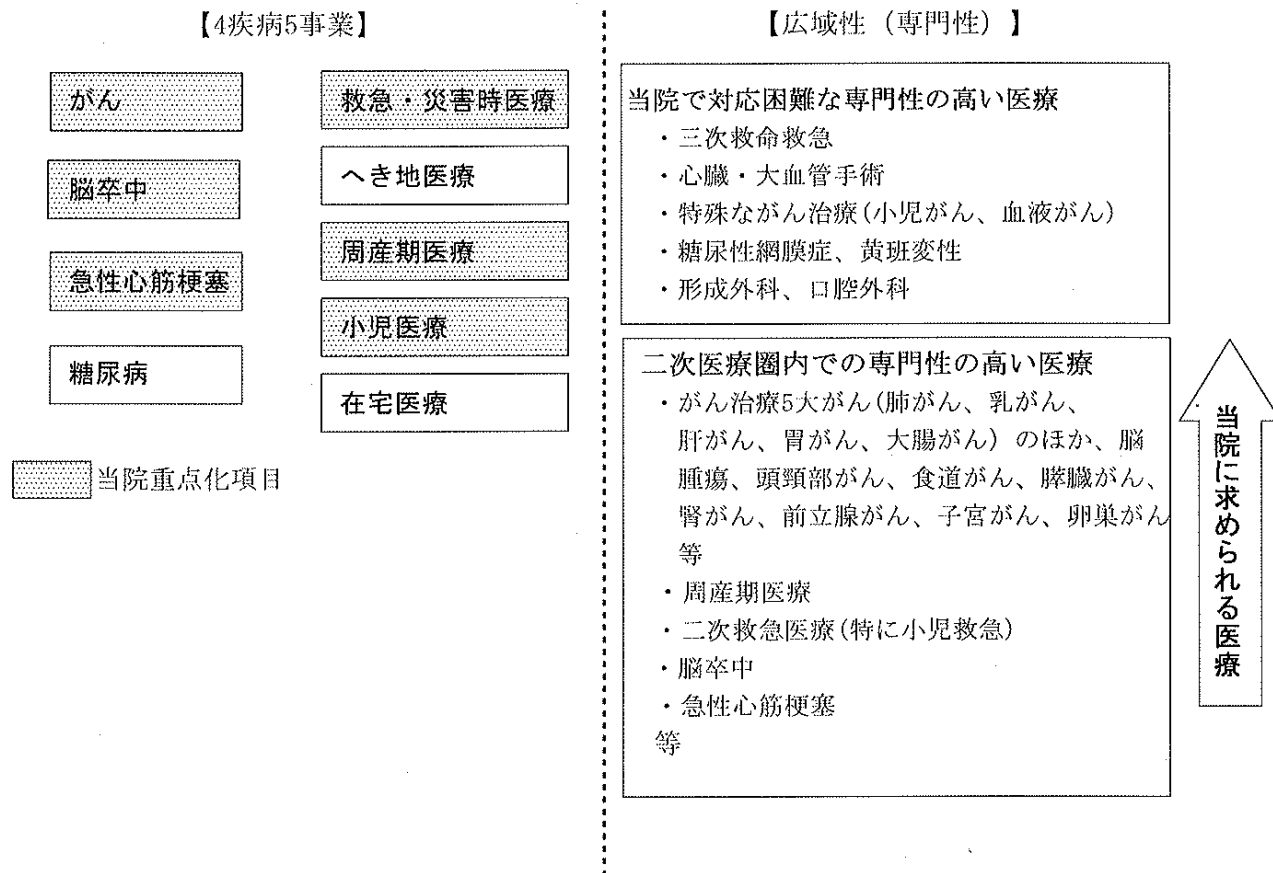 【4疾病5事業】
がん
脳卒中
急性心筋梗塞
糖尿病
救急・災害時医療
へき地医療
周産期医療
小児医療
在宅医療
当院重点化項目
【広域性（専門性）】
当院で対応困難な専門性の高い医療
・三次救命救急
・心臓・大血管手術
・特殊ながん治療(小児がん、血液がん)
・糖尿性網膜症、黄班変性
・形成外科、口腔外科
二次医療圏内での専門性の高い医療
・がん治療5大がん(肺がん、乳がん、
肝がん、胃がん、大腸がん）のほか、脳
腫瘍、頭頸部がん、食道がん、膵臓がん、
腎がん、前立腺がん、子宮がん、卵巣がん
等
・周産期医療
・二次救急医療(特に小児救急)
・脳卒中
・急性心筋梗塞
等
当院に求められる医療